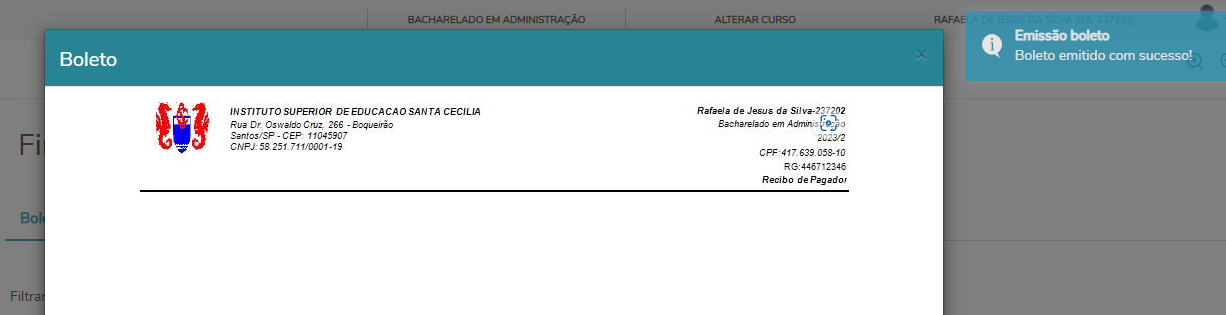 BACHARELADO EM ADMINISTRAÇÃO
ALTERAR CURSO
RAFAELA DE JESUS DA SILVA (RA: 237202)
Emissão boleto
Boleto emitido com sucesso!
Boleto
×
INSTITUTO SUPERIOR DE EDUCACAO SANTA CECILIA
Rua Dr. Oswaldo Cruz, 266 - Boqueirão
Santos/SP - CEP: 11045907
CNPJ: 58.251.711/0001-19
Rafaela de Jesus da Silva-237202
Bacharelado em Administração
2023/2
CPF:417.639.058-10
RG:446712346
Recibo de Pagador
Fi
Bole
Filtrar